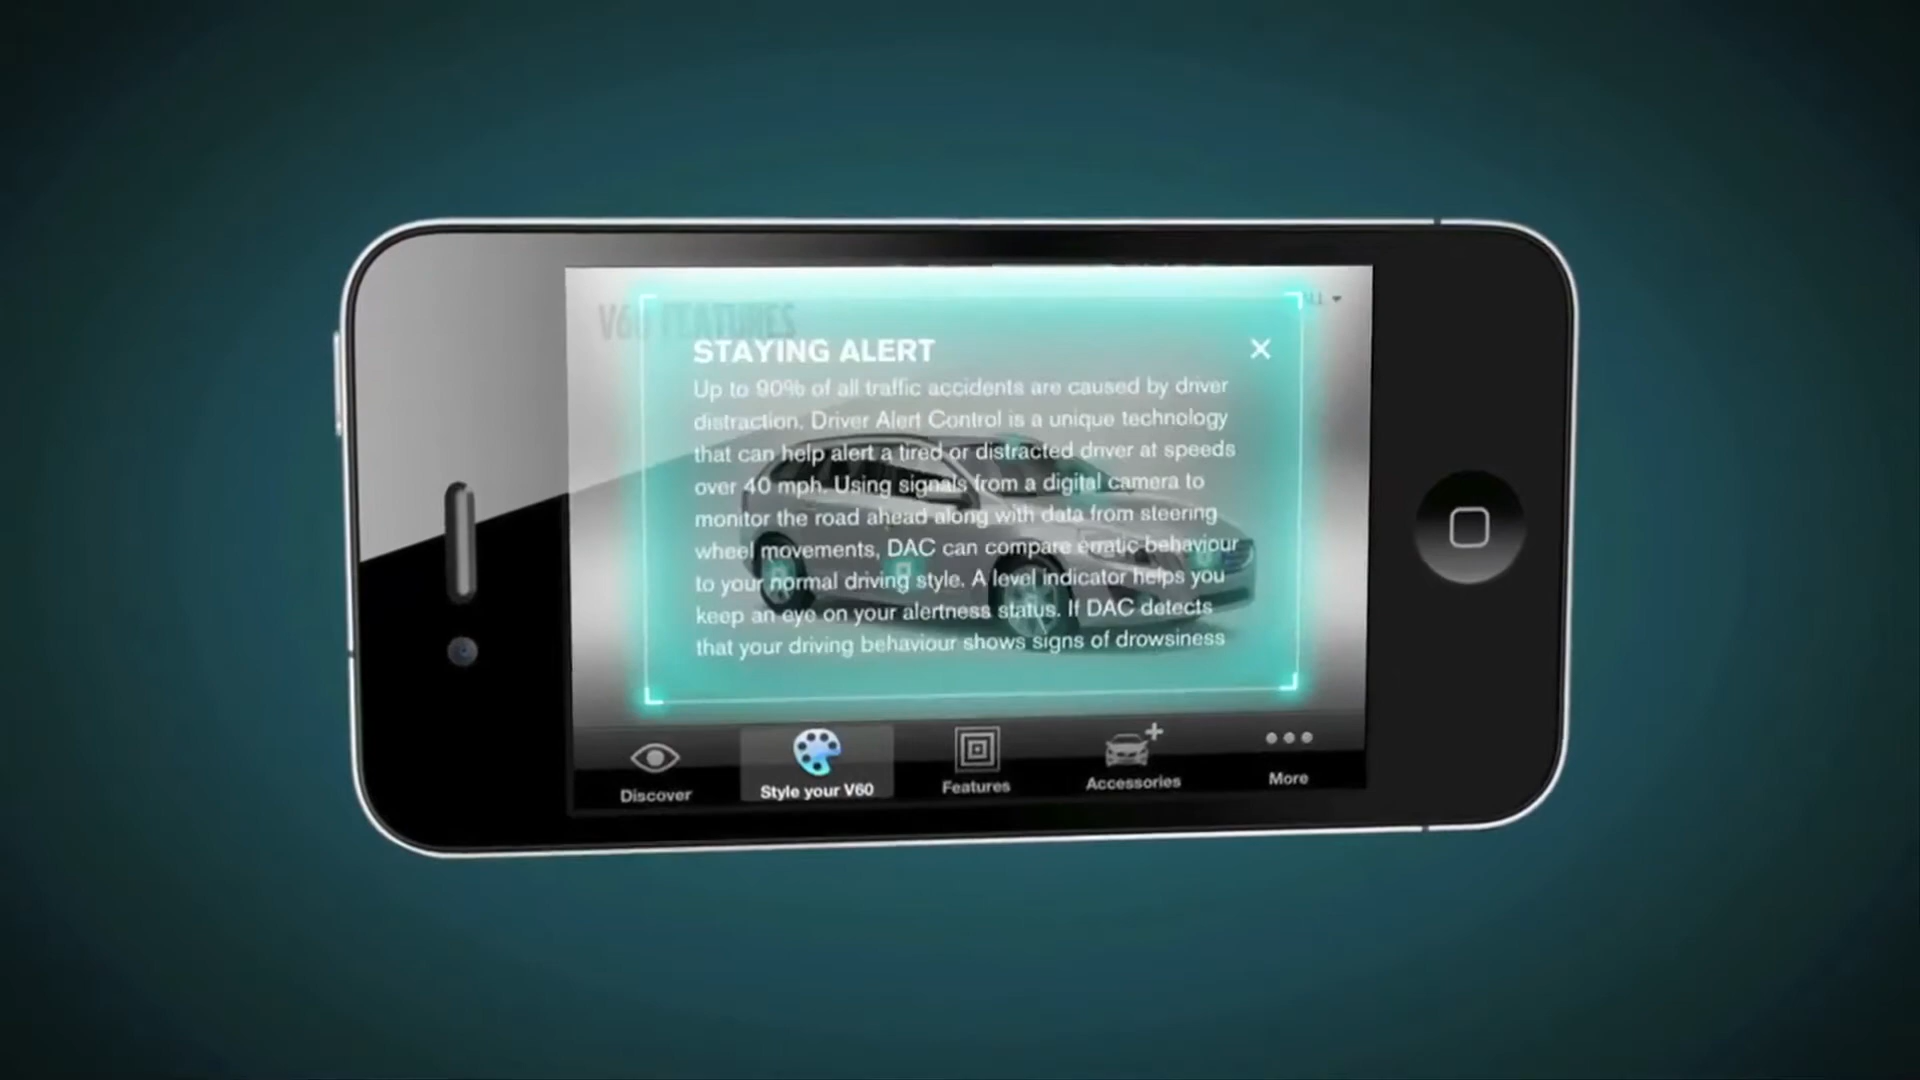 V60 FEATURES
STAYING ALERT
Up to 90% of all traffic accidents are caused by driver
distraction. Driver Alert Control is a unique technology
that can help alert a tired or distracted driver at speeds
over 40 mph. Using signals from a digital camera to
monitor the road ahead along with data from steering
wheel movements, DAC can compare erratic behaviour
to your normal driving style. A level indicator helps you
keep an eye on your alertness status. If DAC detects
that your driving behaviour shows signs of drowsiness
Discover
Style your V60
Features
Accessories
More